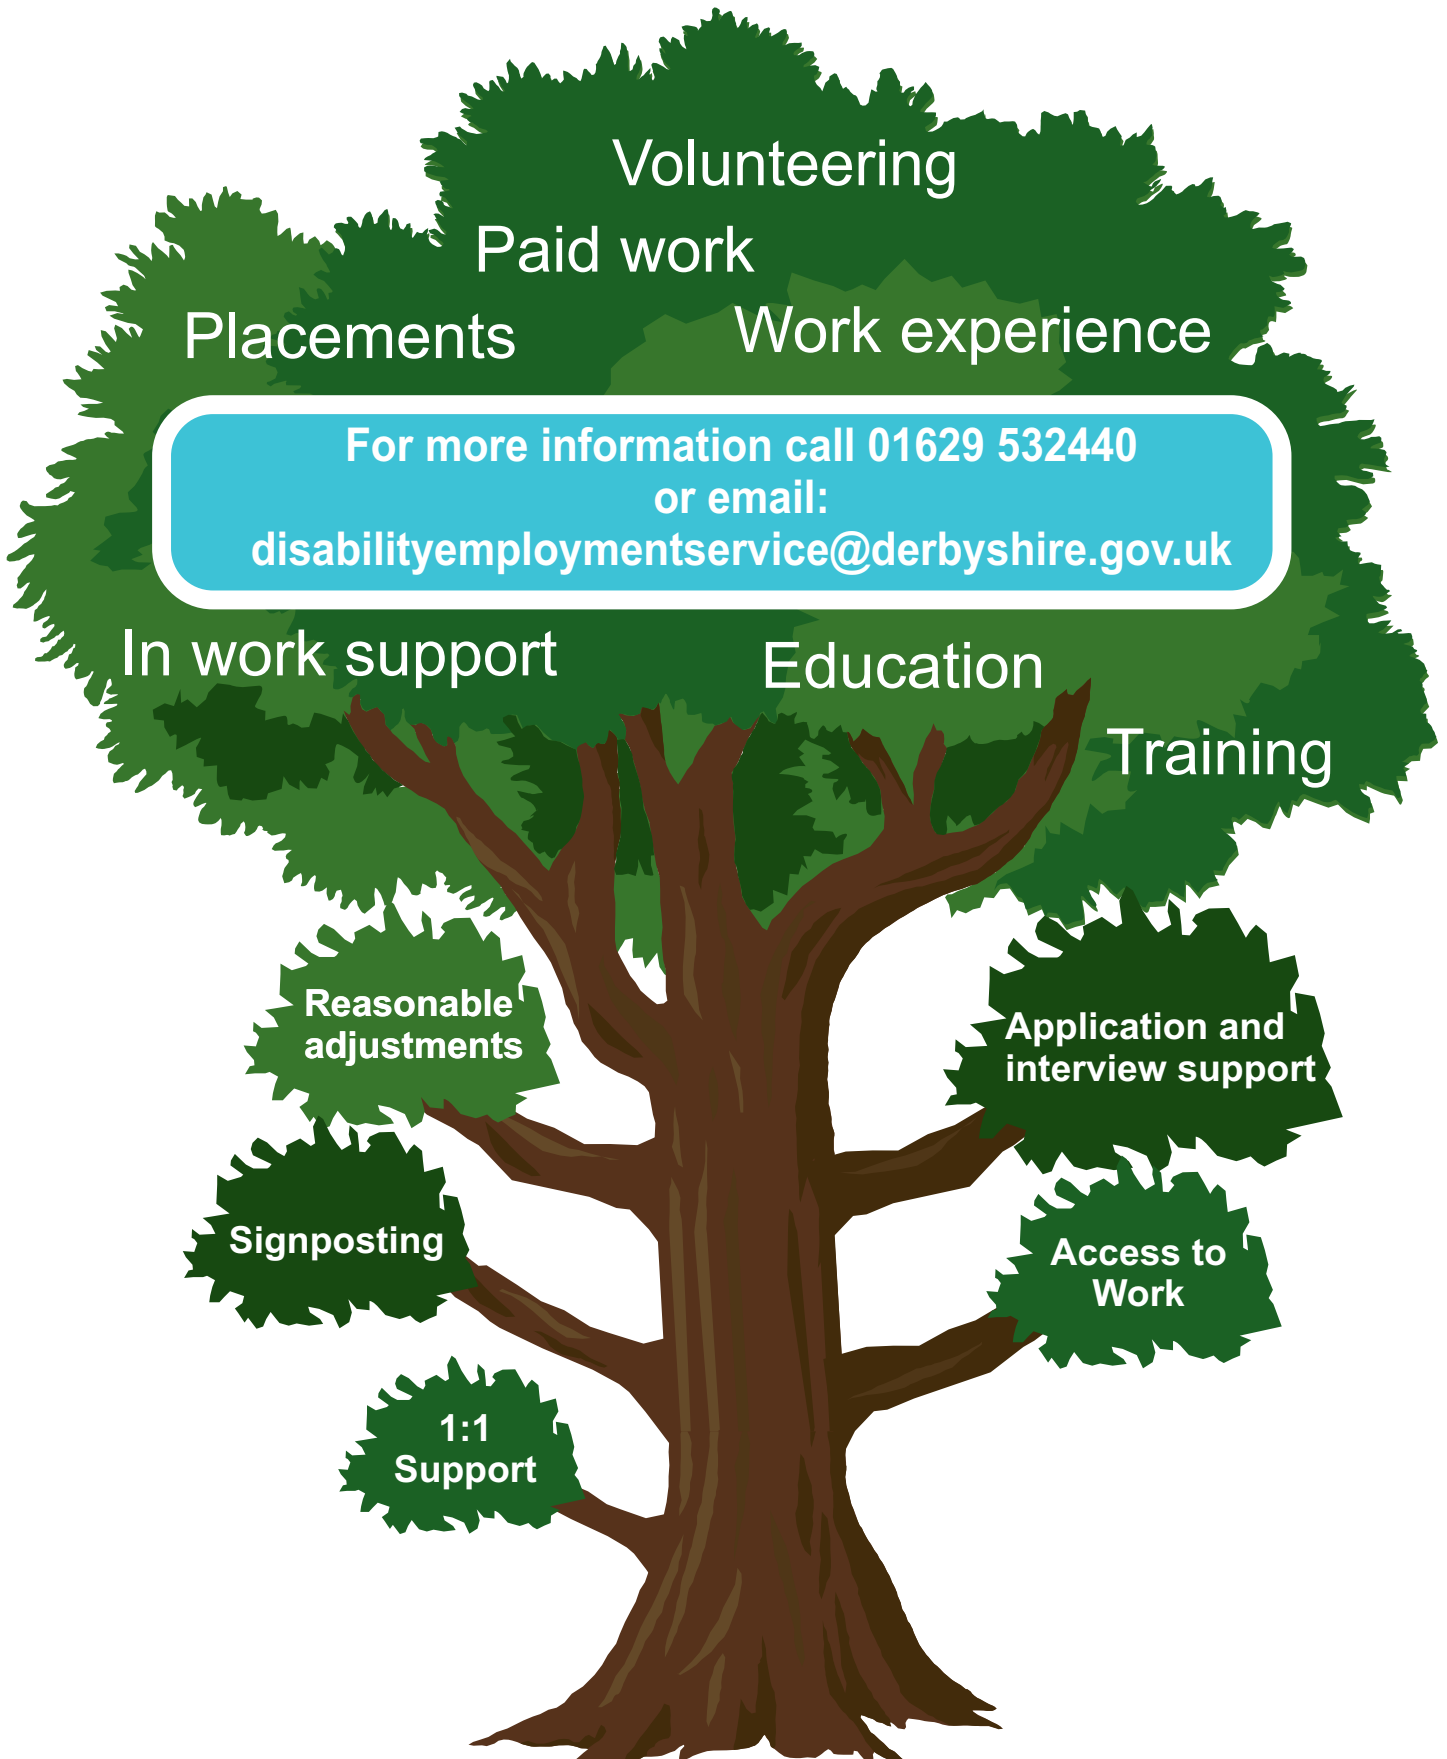 Volunteering
Paid work
Placements
Work experience
For more information call 01629 532440
or email:
disabilityemploymentservice@derbyshire.gov.uk
In work support
Education
Training
Reasonable
adjustments
Application and
interview support
Signposting
Access to
Work
1:1
Support